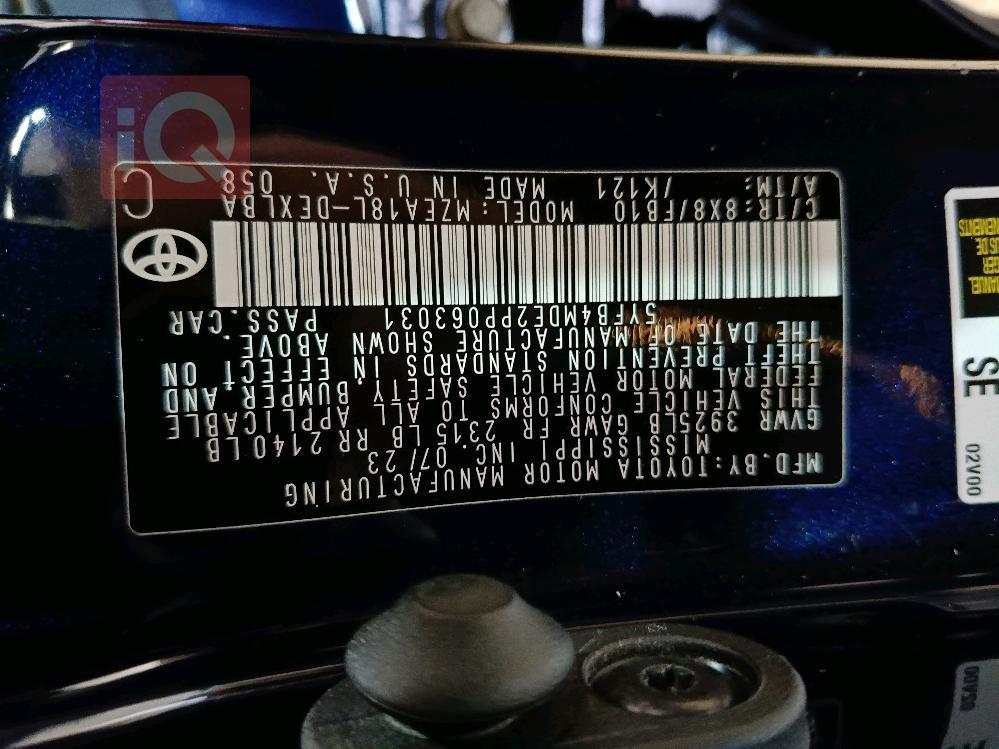 MFD.BY:TOYOTA MOTOR MANUFACTURING
MISSISSIPPI INC. 07/23
GVWR 3925LB GAWR FR 2315 LB RR 2140LB
THIS VEHICLE CONFORMS TO ALL APPLICABLE
FEDERAL MOTOR VEHICLE SAFETY, BUMPER, AND
THEFT PREVENTION STANDARDS IN EFFECT ON
THE DATE OF MANUFACTURE SHOWN ABOVE.
5YFB4MDE2PP063031 PASS.CAR
C/TR:8X8/FB10 MODEL:MZEA18L-DEXLBA
A/TM: /K121 MADE IN U.S.A. 058
C
iQ
SE
02V00